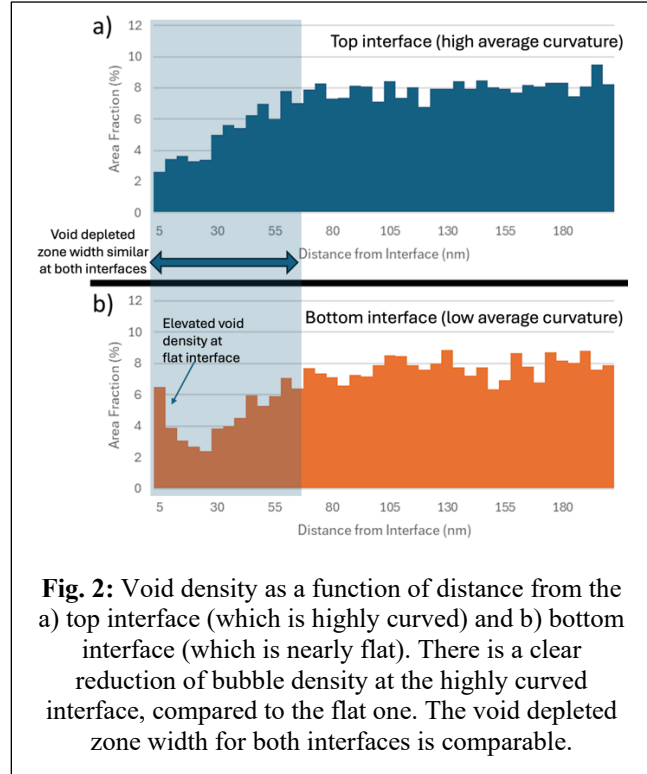 a)
Top interface (high average curvature)
12
10
8
6
4
2
0
Area Fraction (%)
5 30 55 80 105 130 155 180
Distance from Interface (nm)
Void depleted
zone width similar
at both interfaces
b)
Bottom interface (low average curvature)
Elevated void
density at
flat interface
12
10
8
6
4
2
0
Area Fraction (%)
5 30 55 80 105 130 155 180
Distance from Interface (nm)
Fig. 2: Void density as a function of distance from the
a) top interface (which is highly curved) and b) bottom
interface (which is nearly flat). There is a clear
reduction of bubble density at the highly curved
interface, compared to the flat one. The void depleted
zone width for both interfaces is comparable.